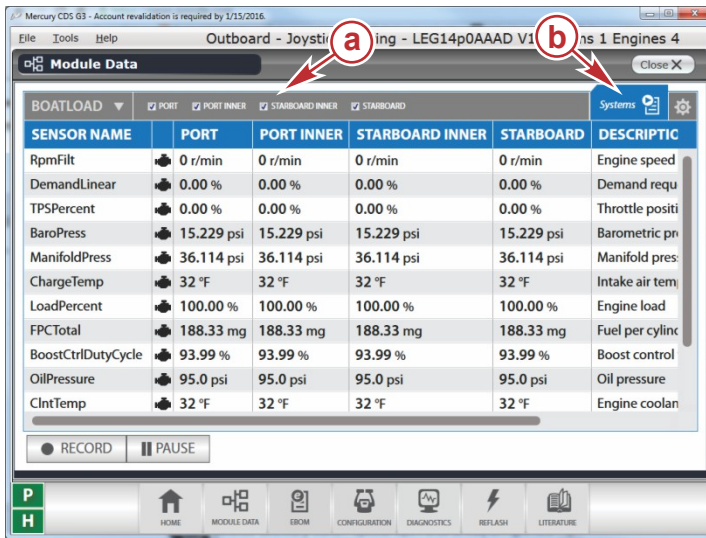 Mercury CDS G3 - Account revalidation is required by 1/15/2016.
File Tools Help Outboard - Joystic a ing - LEG14p0AAAD V1 b ns 1 Engines 4
Module Data Close X
BOATLOAD ▼ PORT PORT INNER STARBOARD INNER STARBOARD Systems
SENSOR NAME PORT PORT INNER STARBOARD INNER STARBOARD DESCRIPTIC
RpmFilt 0 r/min 0 r/min 0 r/min 0 r/min Engine speed
DemandLinear 0.00 % 0.00 % 0.00 % 0.00 % Demand requ
TPSPercent 0.00 % 0.00 % 0.00 % 0.00 % Throttle positi
BaroPress 15.229 psi 15.229 psi 15.229 psi 15.229 psi Barometric pr
ManifoldPress 36.114 psi 36.114 psi 36.114 psi 36.114 psi Manifold pres
ChargeTemp 32 °F 32 °F 32 °F 32 °F Intake air tem
LoadPercent 100.00 % 100.00 % 100.00 % 100.00 % Engine load
FPCTotal 188.33 mg 188.33 mg 188.33 mg 188.33 mg Fuel per cylinc
BoostCtrlDutyCycle 93.99 % 93.99 % 93.99 % 93.99 % Boost control
OilPressure 95.0 psi 95.0 psi 95.0 psi 95.0 psi Oil pressure
ClntTemp 32 °F 32 °F 32 °F 32 °F Engine coolan
RECORD PAUSE
P
H
HOME MODULE DATA EBOM CONFIGURATION DIAGNOSTICS REFLASH LITERATURE